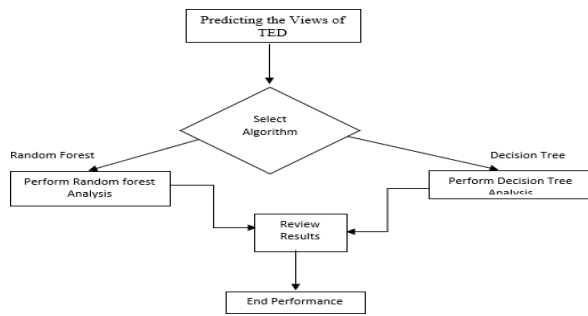 Predicting the Views of
TED
Select
Algorithm
Random Forest
Decision Tree
Perform Random forest
Analysis
Perform Decision Tree
Analysis
Review
Results
End Performance